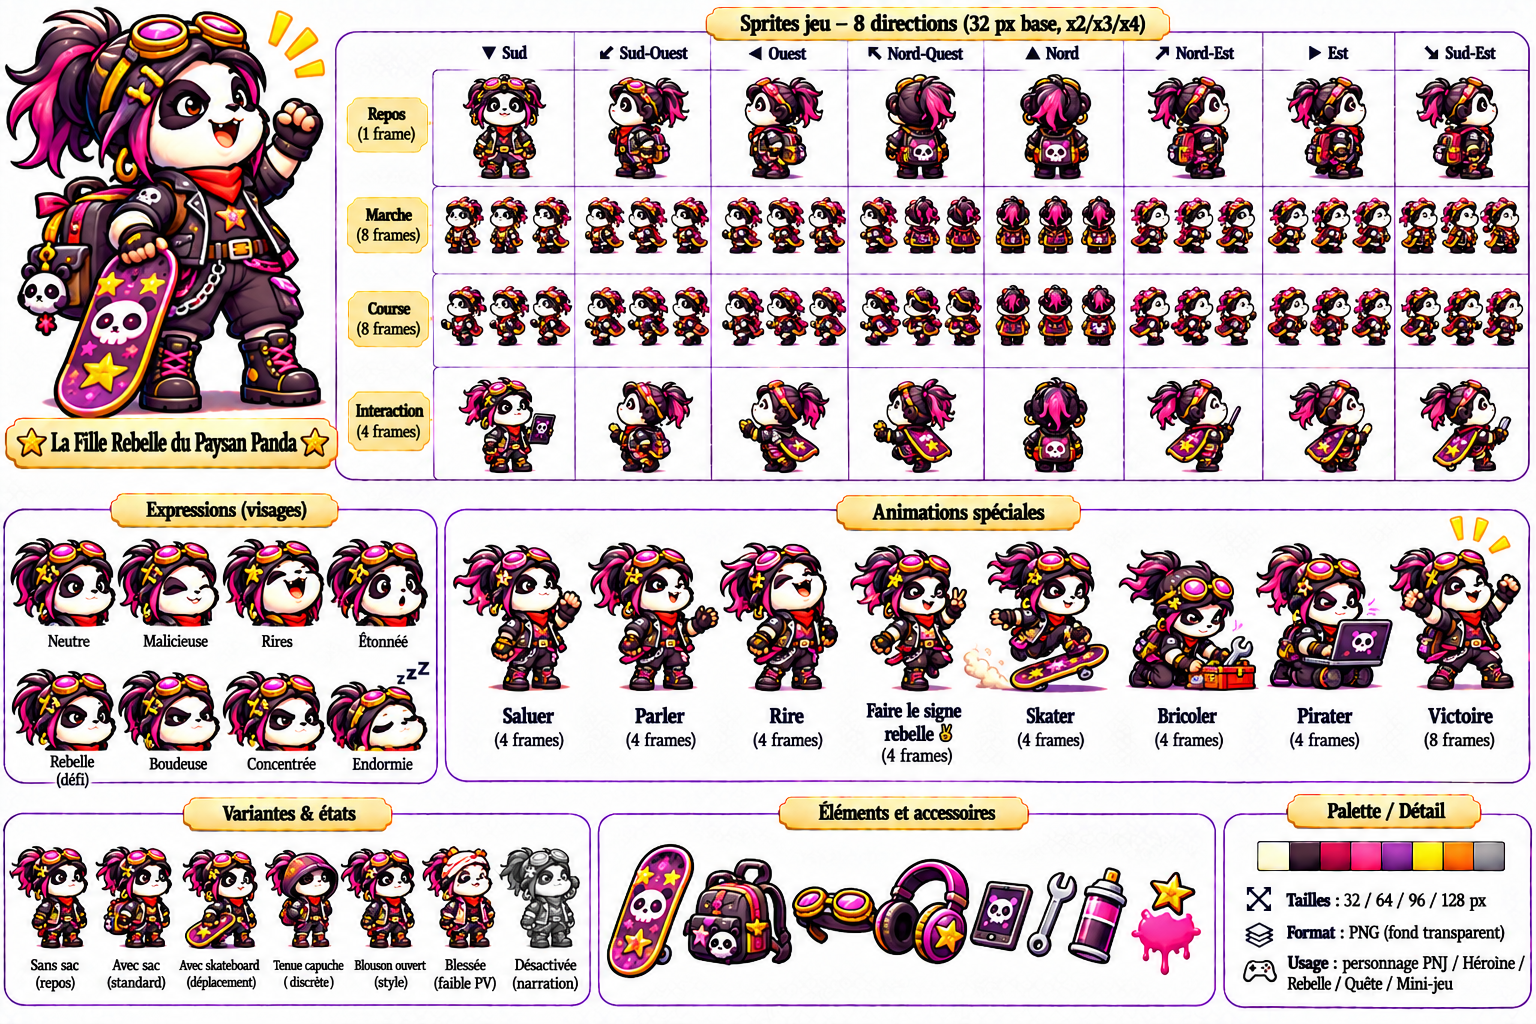 Sprites jeu – 8 directions (32 px base, x2/x3/x4)
▼ Sud
↙ Sud-Ouest
◀ Ouest
↖ Nord-Quest
▲ Nord
↗ Nord-Est
▶ Est
↘ Sud-Est
Repos
(1 frame)
Marche
(8 frames)
Course
(8 frames)
Interaction
(4 frames)
La Fille Rebelle du Paysan Panda
Expressions (visages)
Neutre
Malicieuse
Rires
Étonnéé
zzZ
Rebelle
(défi)
Boudeuse
Concentrée
Endormie
Animations spéciales
Saluer
(4 frames)
Parler
(4 frames)
Rire
(4 frames)
Faire le signe
rebelle ✌
(4 frames)
Skater
(4 frames)
Bricoler
(4 frames)
Pirater
(4 frames)
Victoire
(8 frames)
Variantes & états
Sans sac
(repos)
Avec sac
(standard)
Avec skateboard
(déplacement)
Tenue capuche
(discrète)
Blouson ouvert
(style)
Blessée
(faible PV)
Désactivée
(narration)
Éléments et accessoires
Palette / Détail
Tailles : 32 / 64 / 96 / 128 px
Format : PNG (fond transparent)
Usage : personnage PNJ / Héroïne /
Rebelle / Quête / Mini-jeu